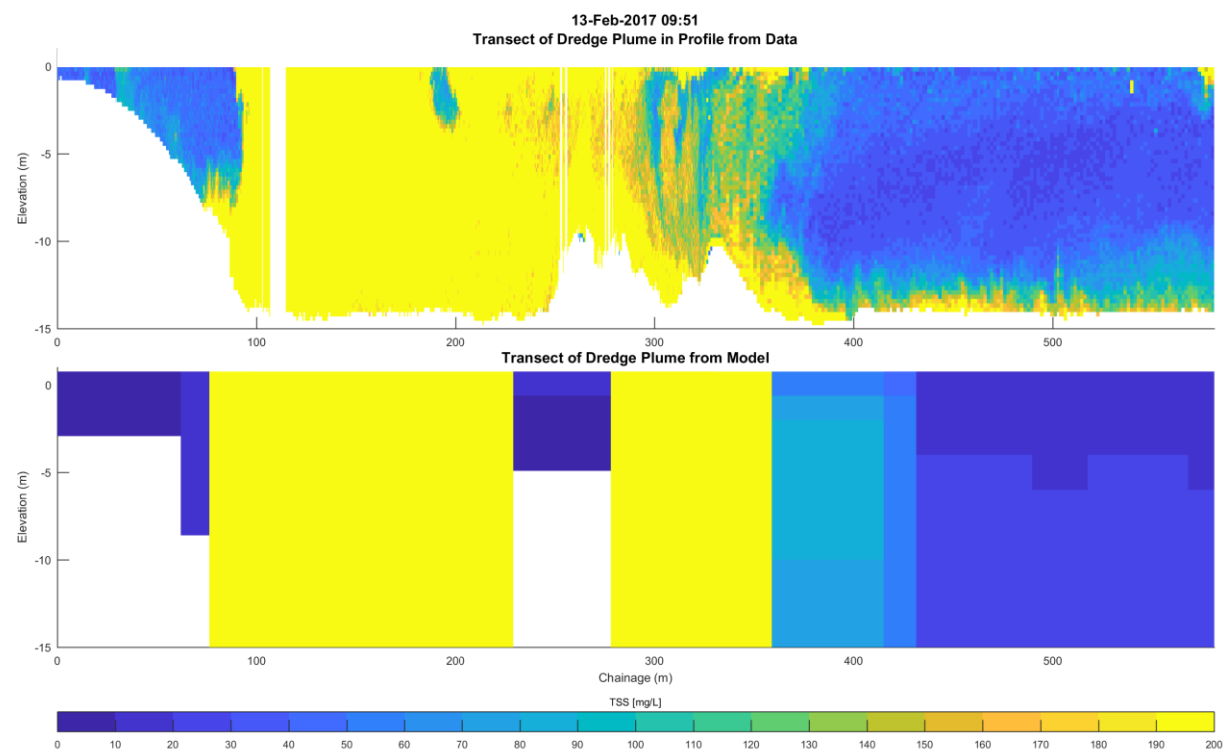 13-Feb-2017 09:51
Transect of Dredge Plume in Profile from Data
0
-5
-10
-15
Elevation (m)
0 100 200 300 400 500
Transect of Dredge Plume from Model
0
-5
-10
-15
Elevation (m)
0 100 200 300 400 500
Chainage (m)
TSS [mg/L]
0 10 20 30 40 50 60 70 80 90 100 110 120 130 140 150 160 170 180 190 200